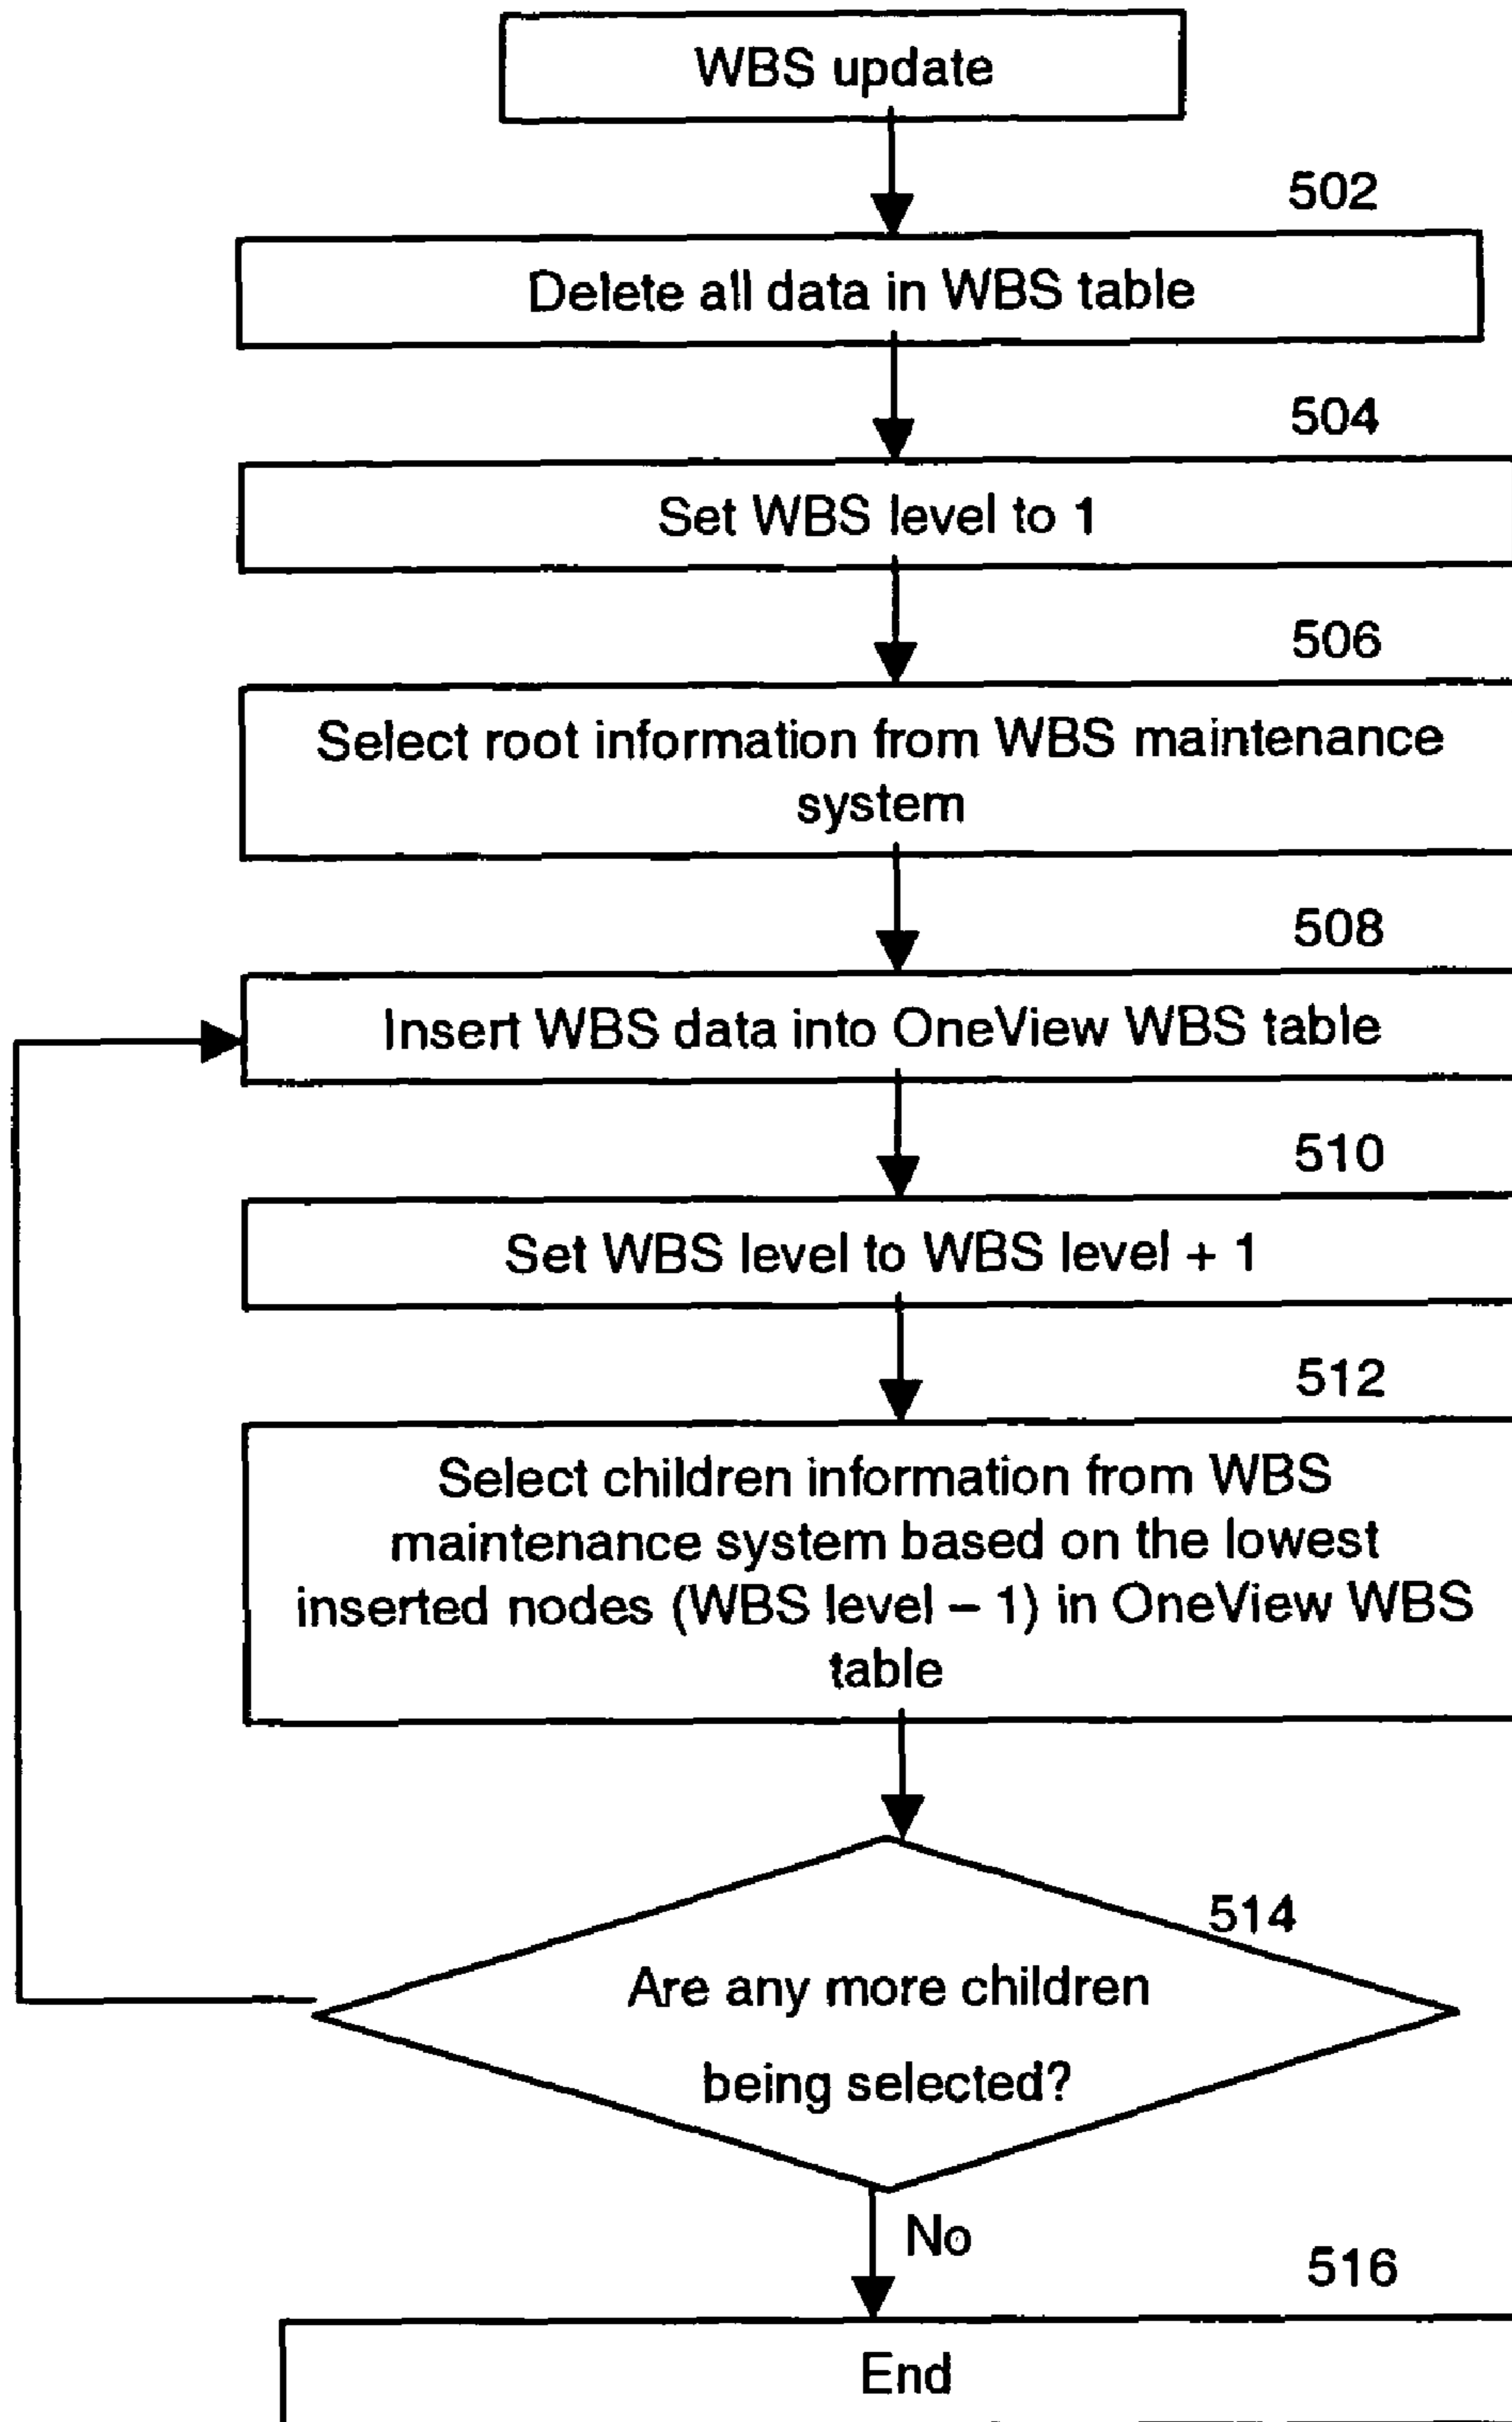 WBS update
502
Delete all data in WBS table
504
Set WBS level to 1
506
Select root information from WBS maintenance
system
508
Insert WBS data into OneView WBS table
510
Set WBS level to WBS level + 1
512
Select children information from WBS
maintenance system based on the lowest
inserted nodes (WBS level – 1) in OneView WBS
table
514
Are any more children
being selected?
No
516
End